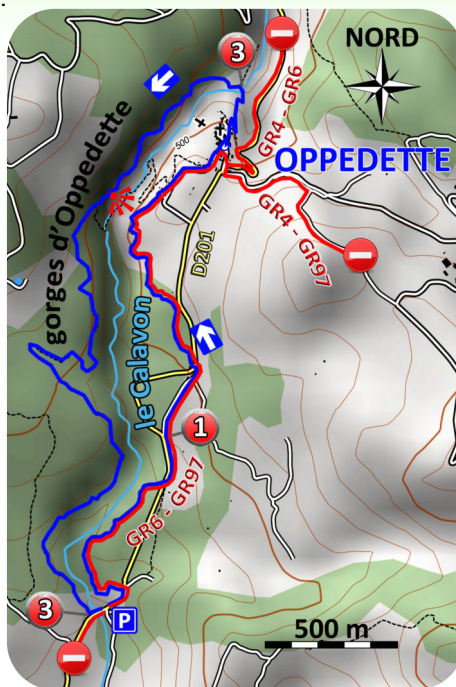 3
NORD
500
GR4 - GR6
OPPEDETTE
GR4 - GR97
gorges d'Oppedette
D201
le Calavon
1
GR6 - GR97
3
P
500 m